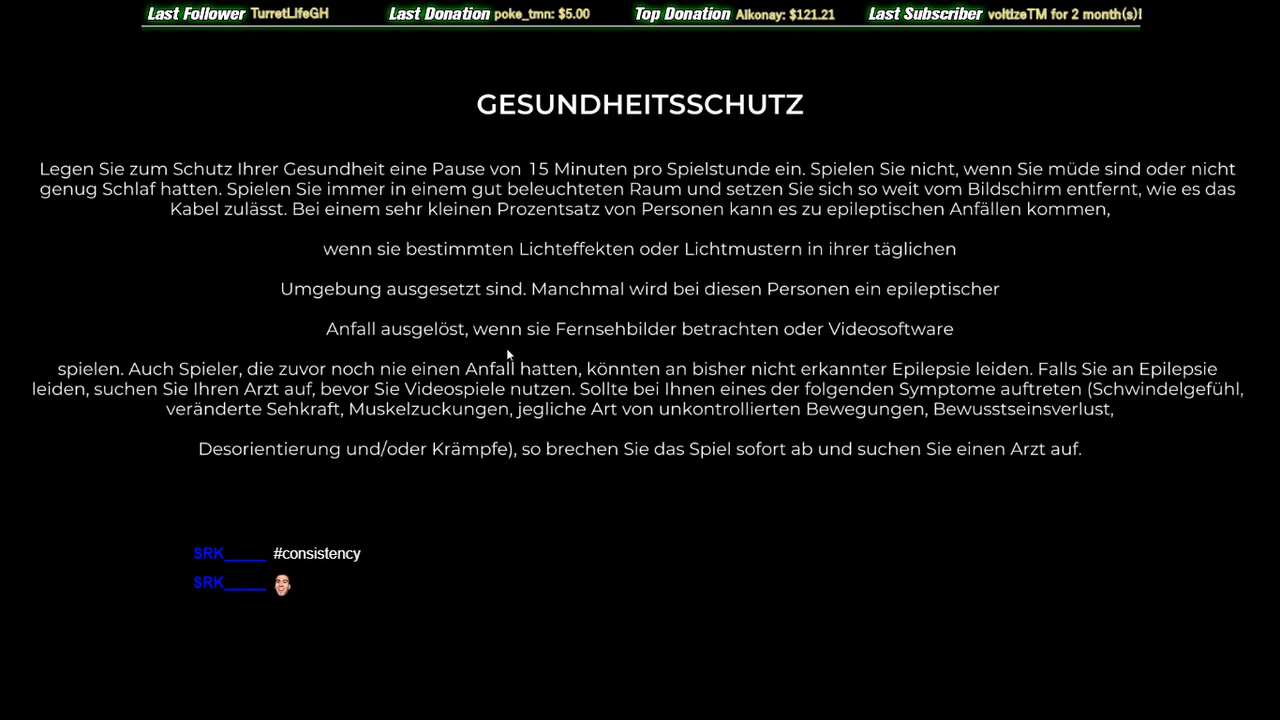 Last Follower TurretLifeGH Last Donation poke_tmn: $5.00 Top Donation Alkonay: $121.21 Last Subscriber voltizeTM for 2 month(s)!
GESUNDHEITSSCHUTZ
Legen Sie zum Schutz Ihrer Gesundheit eine Pause von 15 Minuten pro Spielstunde ein. Spielen Sie nicht, wenn Sie müde sind oder nicht
genug Schlaf hatten. Spielen Sie immer in einem gut beleuchteten Raum und setzen Sie sich so weit vom Bildschirm entfernt, wie es das
Kabel zulässt. Bei einem sehr kleinen Prozentsatz von Personen kann es zu epileptischen Anfällen kommen,
wenn sie bestimmten Lichteffekten oder Lichtmustern in ihrer täglichen
Umgebung ausgesetzt sind. Manchmal wird bei diesen Personen ein epileptischer
Anfall ausgelöst, wenn sie Fernsehbilder betrachten oder Videosoftware
spielen. Auch Spieler, die zuvor noch nie einen Anfall hatten, könnten an bisher nicht erkannter Epilepsie leiden. Falls Sie an Epilepsie
leiden, suchen Sie Ihren Arzt auf, bevor Sie Videospiele nutzen. Sollte bei Ihnen eines der folgenden Symptome auftreten (Schwindelgefühl,
veränderte Sehkraft, Muskelzuckungen, jegliche Art von unkontrollierten Bewegungen, Bewusstseinsverlust,
Desorientierung und/oder Krämpfe), so brechen Sie das Spiel sofort ab und suchen Sie einen Arzt auf.
SRK_____ #consistency
SRK_____